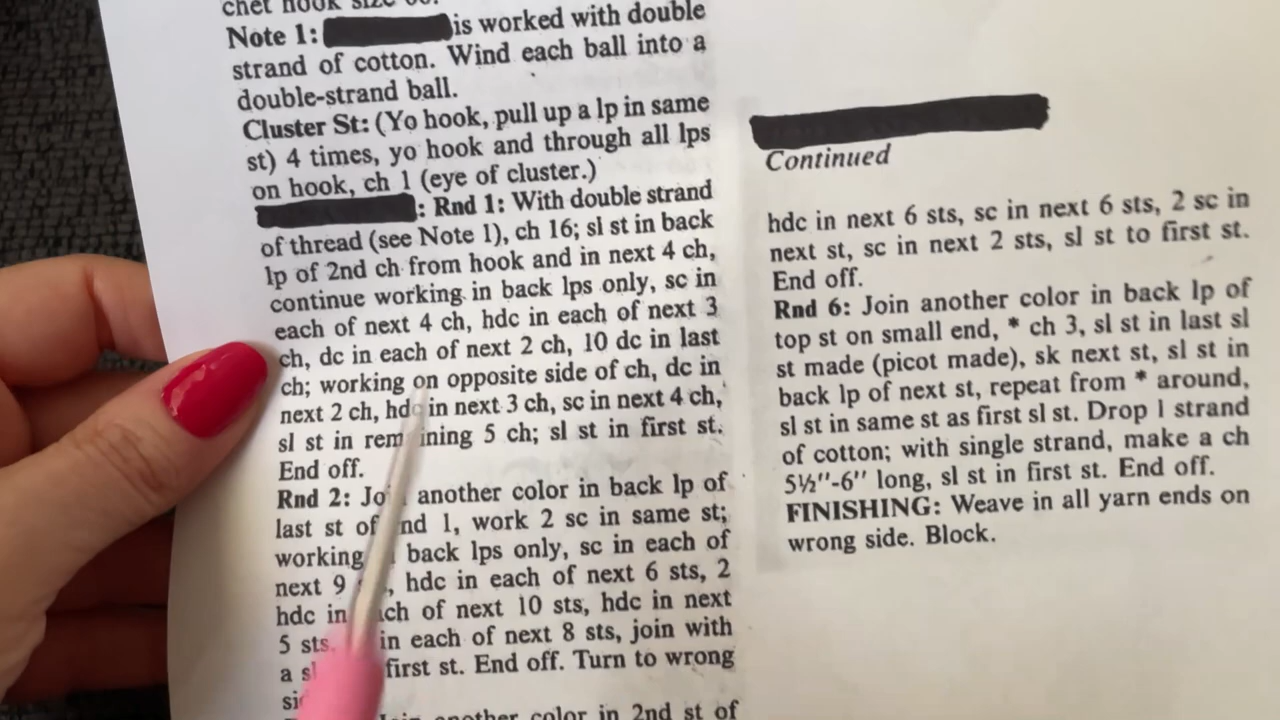 chet hook size
Note 1: is worked with double
strand of cotton. Wind each ball into a
double-strand ball.
Cluster St: (Yo hook, pull up a lp in same
st) 4 times, yo hook and through all lps
on hook, ch 1 (eye of cluster.)
: Rnd 1: With double strand
of thread (see Note 1), ch 16; sl st in back
lp of 2nd ch from hook and in next 4 ch,
continue working in back lps only, sc in
each of next 4 ch, hdc in each of next 3
ch, dc in each of next 2 ch, 10 dc in last
ch; working on opposite side of ch, dc in
next 2 ch, hdc in next 3 ch, sc in next 4 ch,
sl st in remaining 5 ch; sl st in first st.
End off.
Rnd 2: Join another color in back lp of
last st of rnd 1, work 2 sc in same st;
working back lps only, sc in each of
next 9 , hdc in each of next 6 sts, 2
hdc in each of next 10 sts, hdc in next
5 sts, in each of next 8 sts, join with
a first st. End off. Turn to wrong
another color in 2nd st of
Continued
hdc in next 6 sts, sc in next 6 sts, 2 sc in
next st, sc in next 2 sts, sl st to first st.
End off.
Rnd 6: Join another color in back lp of
top st on small end, * ch 3, sl st in last sl
st made (picot made), sk next st, sl st in
back lp of next st, repeat from * around,
sl st in same st as first sl st. Drop 1 strand
of cotton; with single strand, make a ch
5½"-6" long, sl st in first st. End off.
FINISHING: Weave in all yarn ends on
wrong side. Block.